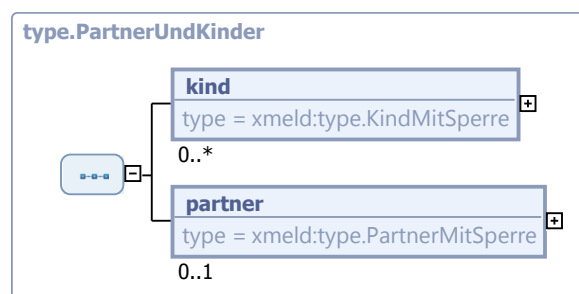 type.PartnerUndKinder
kind
type = xmeld:type.KindMitSperre
0..*
partner
type = xmeld:type.PartnerMitSperre
0..1